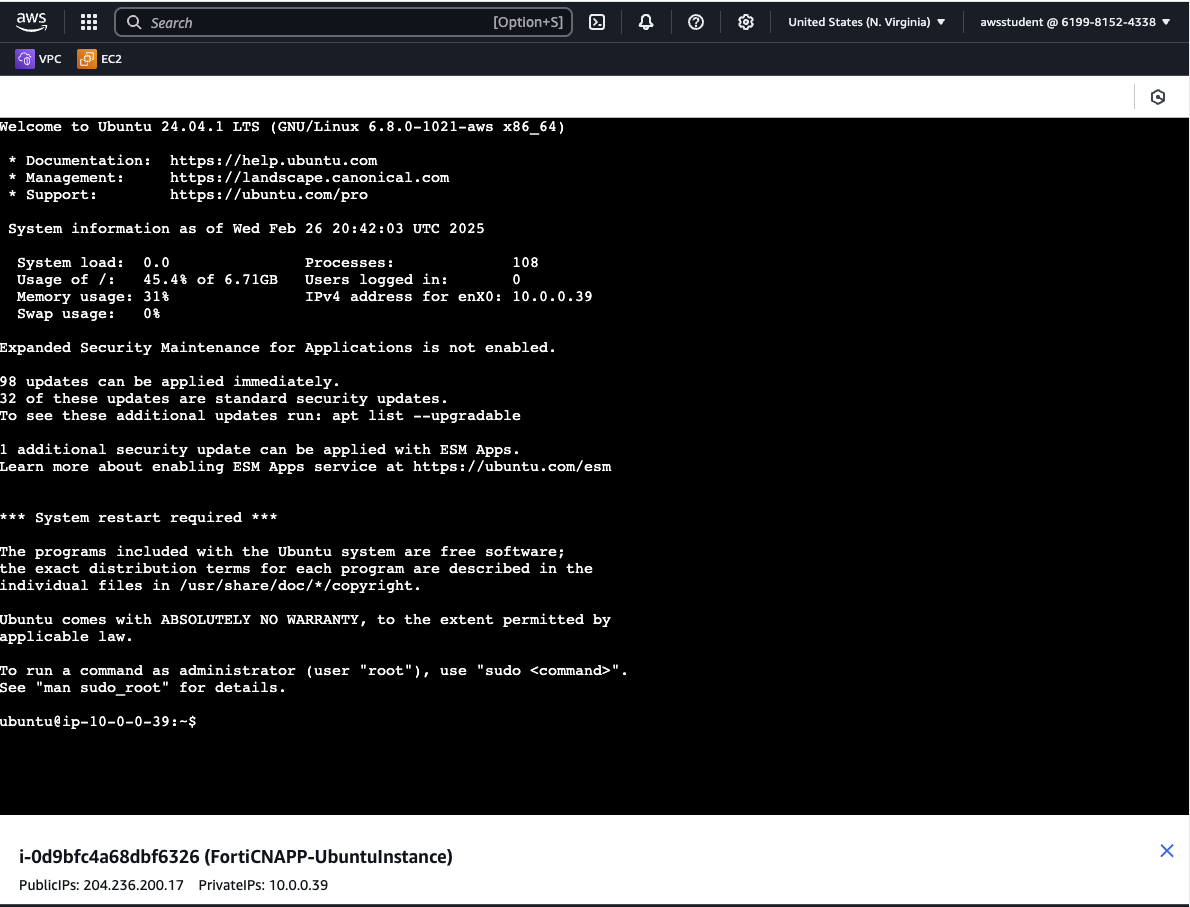 aws
Search [Option+S]
United States (N. Virginia)
awsstudent @ 6199-8152-4338
VPC EC2
Welcome to Ubuntu 24.04.1 LTS (GNU/Linux 6.8.0-1021-aws x86_64)
* Documentation: https://help.ubuntu.com
* Management: https://landscape.canonical.com
* Support: https://ubuntu.com/pro
System information as of Wed Feb 26 20:42:03 UTC 2025
System load: 0.0 Processes: 108
Usage of /: 45.4% of 6.71GB Users logged in: 0
Memory usage: 31% IPv4 address for enX0: 10.0.0.39
Swap usage: 0%
Expanded Security Maintenance for Applications is not enabled.
98 updates can be applied immediately.
32 of these updates are standard security updates.
To see these additional updates run: apt list --upgradable
1 additional security update can be applied with ESM Apps.
Learn more about enabling ESM Apps service at https://ubuntu.com/esm
*** System restart required ***
The programs included with the Ubuntu system are free software;
the exact distribution terms for each program are described in the
individual files in /usr/share/doc/*/copyright.
Ubuntu comes with ABSOLUTELY NO WARRANTY, to the extent permitted by
applicable law.
To run a command as administrator (user "root"), use "sudo <command>".
See "man sudo_root" for details.
ubuntu@ip-10-0-0-39:~$
i-0d9bfc4a68dbf6326 (FortiCNAPP-UbuntuInstance)
PublicIPs: 204.236.200.17 PrivateIPs: 10.0.0.39